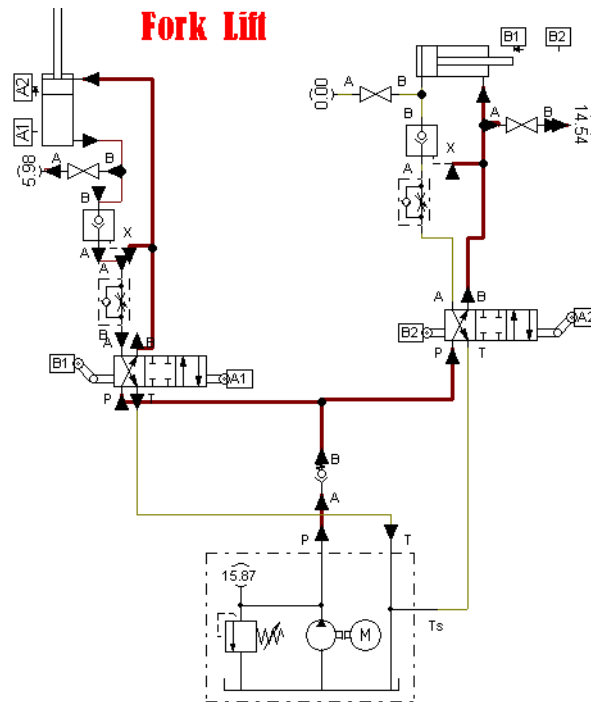 Fork Lift
B1 B2
A2
A1
A B
(0.00
A B
14.54
B
A B
5.98)
X
B
A
X
A
A
B
A B
A B
B2
A2
P T
B1
A1
P T
B
A
P
T
15.87
M
Ts